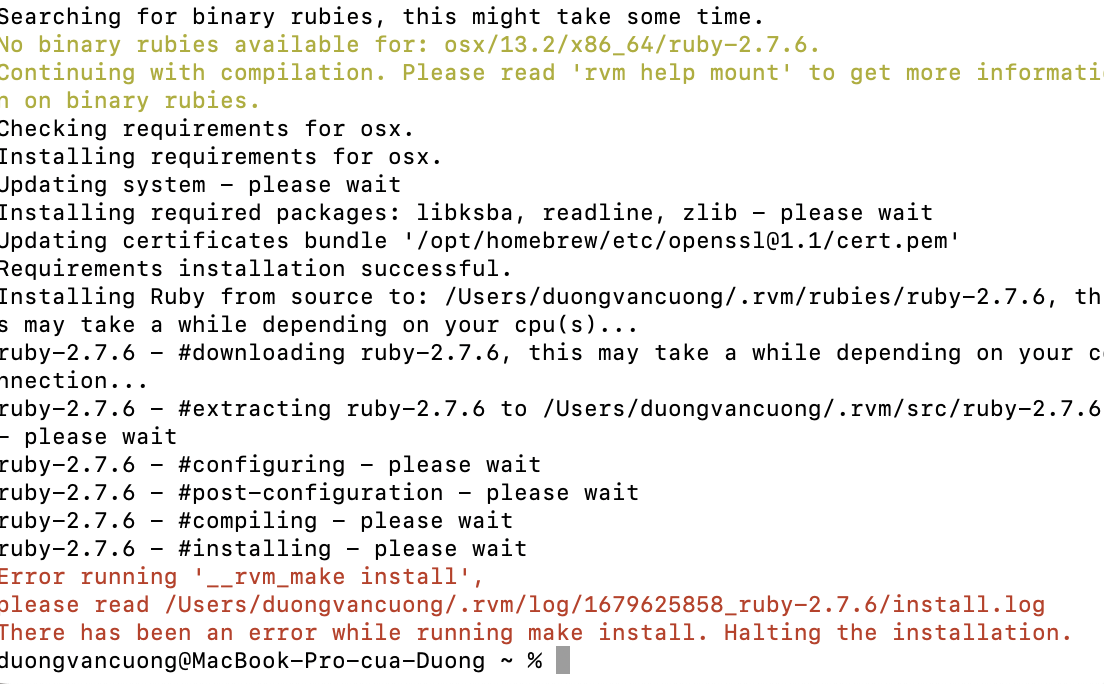 Searching for binary rubies, this might take some time.
No binary rubies available for: osx/13.2/x86_64/ruby-2.7.6.
Continuing with compilation. Please read 'rvm help mount' to get more informatio
n on binary rubies.
Checking requirements for osx.
Installing requirements for osx.
Updating system - please wait
Installing required packages: libksba, readline, zlib - please wait
Updating certificates bundle '/opt/homebrew/etc/openssl@1.1/cert.pem'
Requirements installation successful.
Installing Ruby from source to: /Users/duongvancuong/.rvm/rubies/ruby-2.7.6, th
s may take a while depending on your cpu(s)...
ruby-2.7.6 - #downloading ruby-2.7.6, this may take a while depending on your co
nnection...
ruby-2.7.6 - #extracting ruby-2.7.6 to /Users/duongvancuong/.rvm/src/ruby-2.7.6
- please wait
ruby-2.7.6 - #configuring - please wait
ruby-2.7.6 - #post-configuration - please wait
ruby-2.7.6 - #compiling - please wait
ruby-2.7.6 - #installing - please wait
Error running '__rvm_make install',
please read /Users/duongvancuong/.rvm/log/1679625858_ruby-2.7.6/install.log
There has been an error while running make install. Halting the installation.
duongvancuong@MacBook-Pro-cua-Duong ~ %